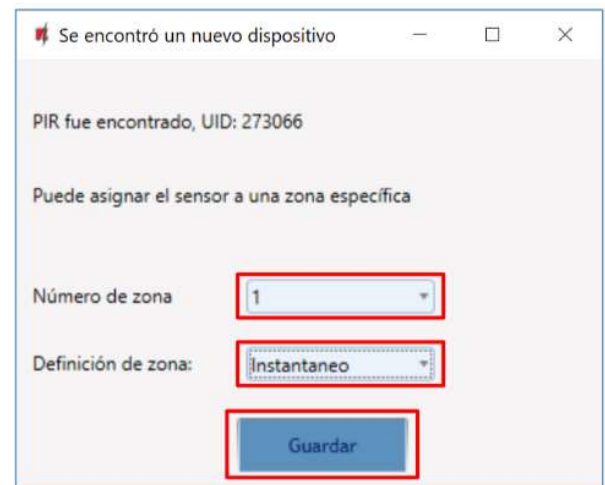 Se encontró un nuevo dispositivo
PIR fue encontrado, UID: 273066
Puede asignar el sensor a una zona específica
Número de zona 1
Definición de zona: Instantaneo
Guardar